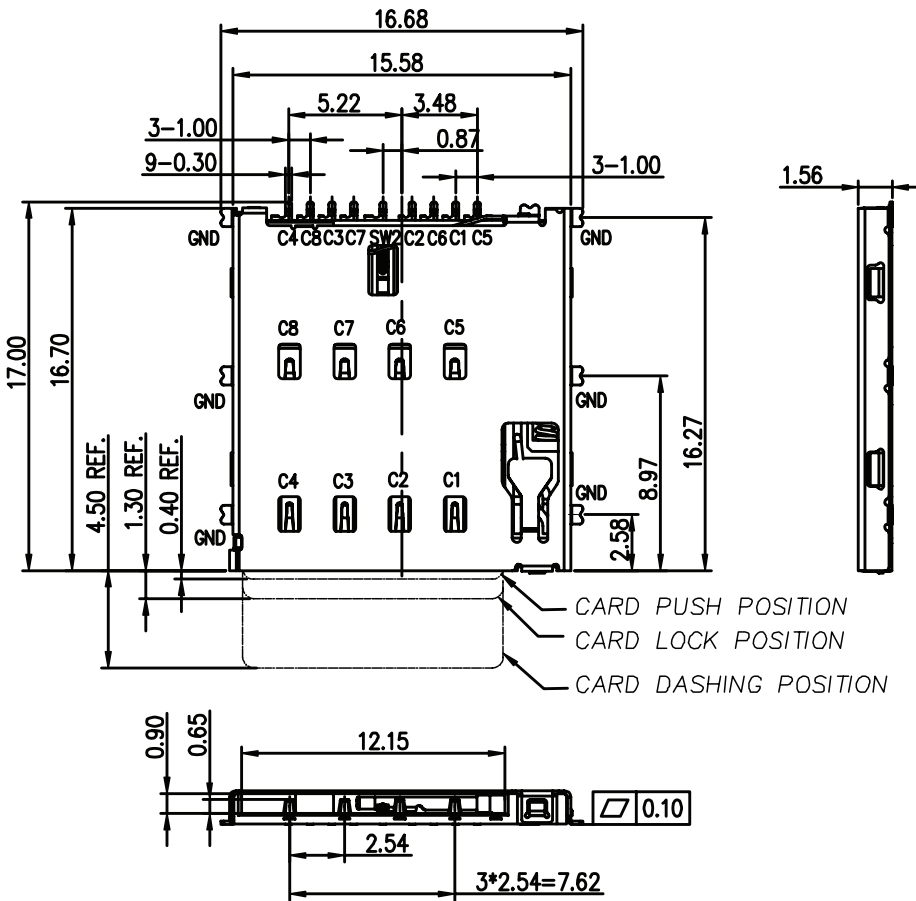 16.68
15.58
5.22
3.48
3-1.00
0.87
9-0.30
3-1.00
1.56
GND
C4 C8 C3 C7 SW2 C2 C6 C1 C5
GND
C8 C7 C6 C5
17.00
16.70
GND
GND
16.27
8.97
4.50 REF.
1.30 REF.
0.40 REF.
C4 C3 C2 C1
GND
GND
2.58
CARD PUSH POSITION
CARD LOCK POSITION
CARD DASHING POSITION
0.90
0.65
12.15
0.10
2.54
3*2.54=7.62